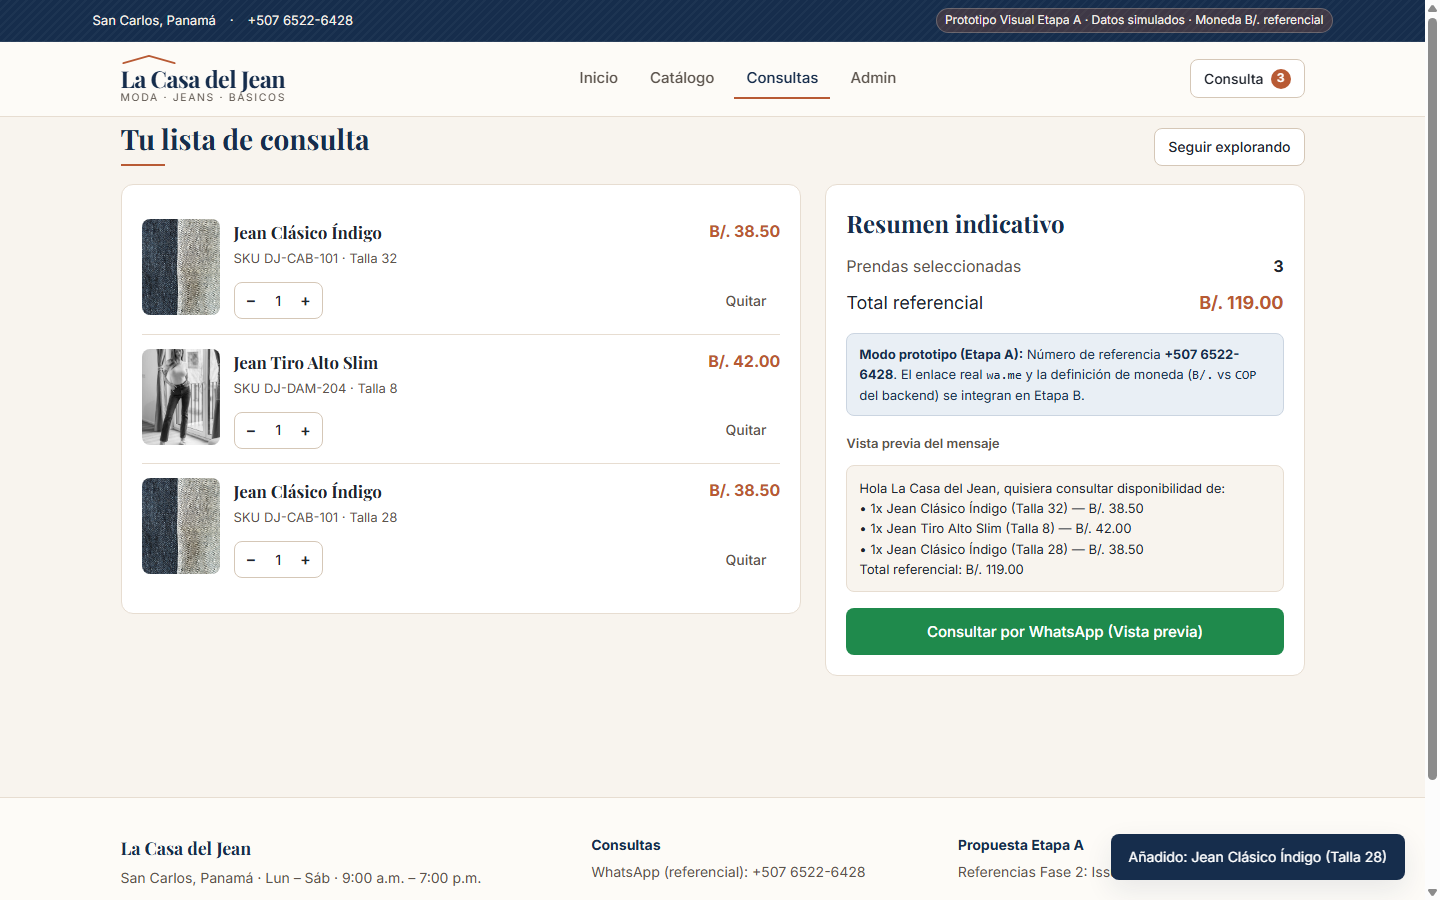 San Carlos, Panamá · +507 6522-6428
Prototipo Visual Etapa A · Datos simulados · Moneda B/. referencial
La Casa del Jean
MODA · JEANS · BÁSICOS
Inicio
Catálogo
Consultas
Admin
Consulta 3
Tu lista de consulta
Seguir explorando
Jean Clásico Índigo
B/. 38.50
SKU DJ-CAB-101 · Talla 32
− 1 +
Quitar
Jean Tiro Alto Slim
B/. 42.00
SKU DJ-DAM-204 · Talla 8
− 1 +
Quitar
Jean Clásico Índigo
B/. 38.50
SKU DJ-CAB-101 · Talla 28
− 1 +
Quitar
Resumen indicativo
Prendas seleccionadas 3
Total referencial B/. 119.00
Modo prototipo (Etapa A): Número de referencia +507 6522-
6428. El enlace real wa.me y la definición de moneda (B/. vs COP
del backend) se integran en Etapa B.
Vista previa del mensaje
Hola La Casa del Jean, quisiera consultar disponibilidad de:
• 1x Jean Clásico Índigo (Talla 32) — B/. 38.50
• 1x Jean Tiro Alto Slim (Talla 8) — B/. 42.00
• 1x Jean Clásico Índigo (Talla 28) — B/. 38.50
Total referencial: B/. 119.00
Consultar por WhatsApp (Vista previa)
La Casa del Jean
San Carlos, Panamá · Lun – Sáb · 9:00 a.m. – 7:00 p.m.
Consultas
WhatsApp (referencial): +507 6522-6428
Propuesta Etapa A
Referencias Fase 2: Iss
Añadido: Jean Clásico Índigo (Talla 28)